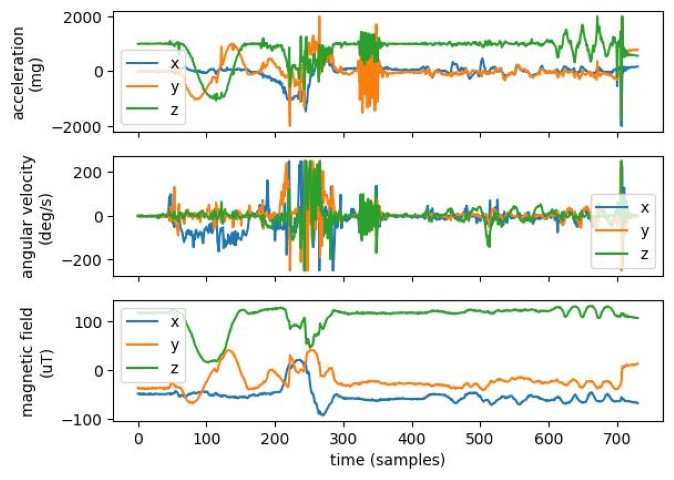 acceleration
(mg)
2000
0
−2000
x
y
z
angular velocity
(deg/s)
200
0
−200
x
y
z
magnetic field
(uT)
100
0
−100
x
y
z
0 100 200 300 400 500 600 700
time (samples)